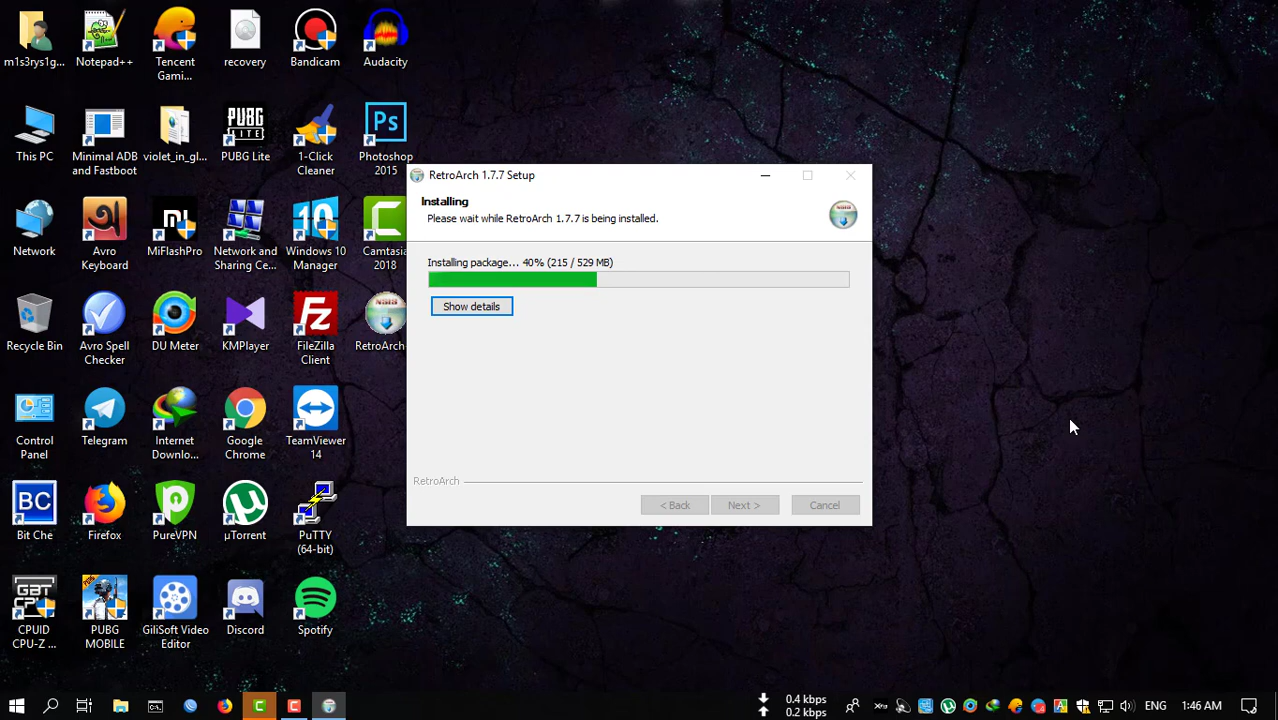 m1s3rys1g...
Notepad++
Tencent
Gami...
recovery
Bandicam
Audacity
This PC
Minimal ADB
and Fastboot
violet_in_gl...
PUBG
LITE
PUBG Lite
1-Click
Cleaner
Ps
Photoshop
2015
Network
Avro
Keyboard
MiFlashPro
Network and
Sharing Ce...
10
Windows 10
Manager
Camtasia
2018
Recycle Bin
Avro Spell
Checker
DU Meter
KMPlayer
FileZilla
Client
RetroArch-
Control
Panel
Telegram
Internet
Downlo...
Google
Chrome
TeamViewer
14
BC
Bit Che
Firefox
PureVPN
µTorrent
PuTTY
(64-bit)
CPUID
CPU-Z ...
PUBG
MOBILE
GiliSoft Video
Editor
Discord
Spotify
RetroArch 1.7.7 Setup
Installing
Please wait while RetroArch 1.7.7 is being installed.
Installing package... 40% (215 / 529 MB)
Show details
RetroArch
< Back
Next >
Cancel
0.4 kbps
0.2 kbps
ENG
1:46 AM